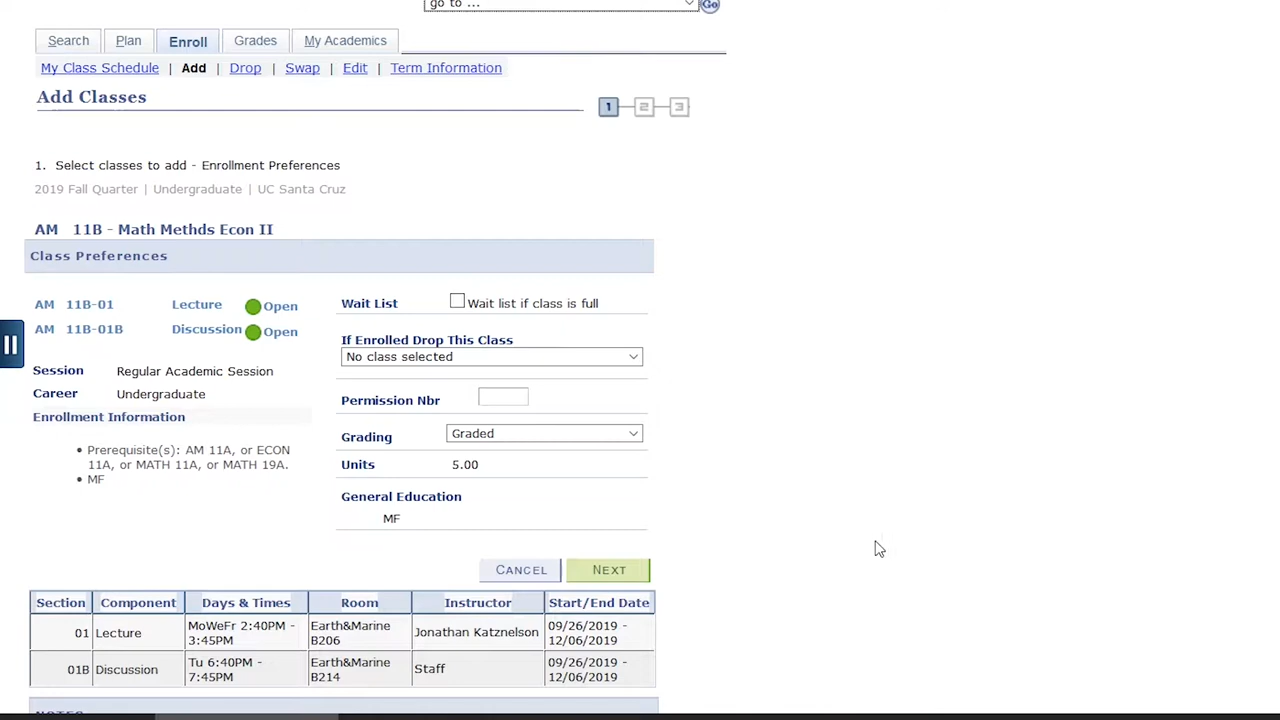 go to ...
Go
Search
Plan
Enroll
Grades
My Academics
My Class Schedule | Add | Drop | Swap | Edit | Term Information
Add Classes
1
2
3
1. Select classes to add - Enrollment Preferences
2019 Fall Quarter | Undergraduate | UC Santa Cruz
AM 11B - Math Methds Econ II
Class Preferences
AM 11B-01 Lecture Open
AM 11B-01B Discussion Open
Session Regular Academic Session
Career Undergraduate
Enrollment Information
• Prerequisite(s): AM 11A, or ECON
11A, or MATH 11A, or MATH 19A.
• MF
Wait List Wait list if class is full
If Enrolled Drop This Class
No class selected
Permission Nbr
Grading Graded
Units 5.00
General Education
MF
CANCEL
NEXT
Section Component Days & Times Room Instructor Start/End Date
01 Lecture MoWeFr 2:40PM - 3:45PM Earth&Marine B206 Jonathan Katznelson 09/26/2019 - 12/06/2019
01B Discussion Tu 6:40PM - 7:45PM Earth&Marine B214 Staff 09/26/2019 - 12/06/2019